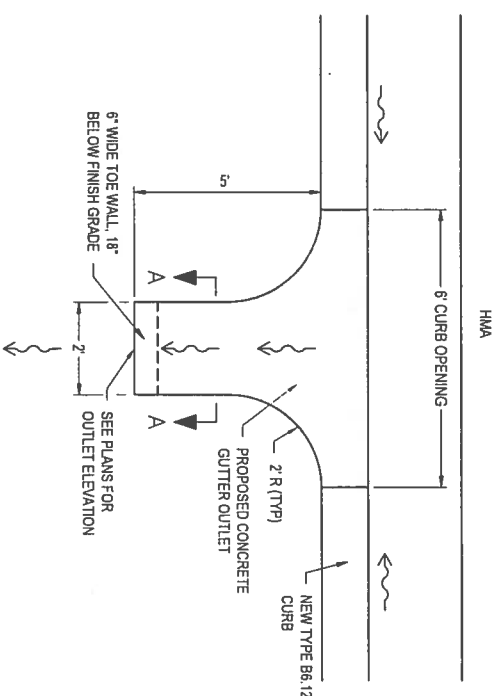 HMA
6' CURB OPENING
5'
2' R (TYP)
NEW TYPE B6.12
CURB
PROPOSED CONCRETE
GUTTER OUTLET
6" WIDE TOE WALL, 18"
BELOW FINISH GRADE
A
A
2'
SEE PLANS FOR
OUTLET ELEVATION